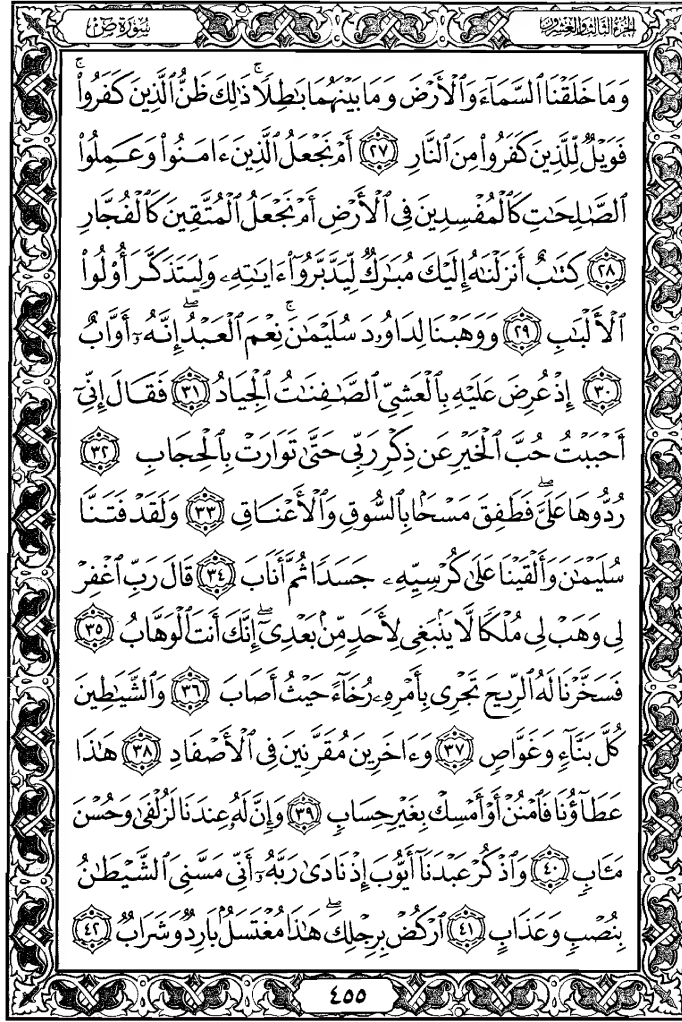 الجزء الثالث والعشرون
سورة ص
وَمَا خَلَقْنَا ٱلسَّمَآءَ وَٱلْأَرْضَ وَمَا بَيْنَهُمَا بَٰطِلًا ۚ ذَٰلِكَ ظَنُّ ٱلَّذِينَ كَفَرُوا۟ ۚ
فَوَيْلٌ لِّلَّذِينَ كَفَرُوا۟ مِنَ ٱلنَّارِ ٢٧ أَمْ نَجْعَلُ ٱلَّذِينَ ءَامَنُوا۟ وَعَمِلُوا۟
ٱلصَّٰلِحَٰتِ كَٱلْمُفْسِدِينَ فِى ٱلْأَرْضِ أَمْ نَجْعَلُ ٱلْمُتَّقِينَ كَٱلْفُجَّارِ
٢٨ كِتَٰبٌ أَنزَلْنَٰهُ إِلَيْكَ مُبَٰرَكٌ لِّيَدَّبَّرُوٓا۟ ءَايَٰتِهِۦ وَلِيَتَذَكَّرَ أُو۟لُوا۟
ٱلْأَلْبَٰبِ ٢٩ وَوَهَبْنَا لِدَاوُۥدَ سُلَيْمَٰنَ ۚ نِعْمَ ٱلْعَبْدُ ۖ إِنَّهُۥٓ أَوَّابٌ
٣٠ إِذْ عُرِضَ عَلَيْهِ بِٱلْعَشِىِّ ٱلصَّٰفِنَٰتُ ٱلْجِيَادُ ٣١ فَقَالَ إِنِّىٓ
أَحْبَبْتُ حُبَّ ٱلْخَيْرِ عَن ذِكْرِ رَبِّى حَتَّىٰ تَوَارَتْ بِٱلْحِجَابِ ٣٢
رُدُّوهَا عَلَىَّ ۖ فَطَفِقَ مَسْحًۢا بِٱلسُّوقِ وَٱلْأَعْنَاقِ ٣٣ وَلَقَدْ فَتَنَّا
سُلَيْمَٰنَ وَأَلْقَيْنَا عَلَىٰ كُرْسِيِّهِۦ جَسَدًا ثُمَّ أَنَابَ ٣٤ قَالَ رَبِّ ٱغْفِرْ
لِى وَهَبْ لِى مُلْكًا لَّا يَنۢبَغِى لِأَحَدٍ مِّنۢ بَعْدِىٓ ۖ إِنَّكَ أَنتَ ٱلْوَهَّابُ ٣٥
فَسَخَّرْنَا لَهُ ٱلرِّيحَ تَجْرِى بِأَمْرِهِۦ رُخَآءً حَيْثُ أَصَابَ ٣٦ وَٱلشَّيَٰطِينَ
كُلَّ بَنَّآءٍ وَغَوَّاصٍ ٣٧ وَءَاخَرِينَ مُقَرَّنِينَ فِى ٱلْأَصْفَادِ ٣٨ هَٰذَا
عَطَآؤُنَا فَٱمْنُنْ أَوْ أَمْسِكْ بِغَيْرِ حِسَابٍ ٣٩ وَإِنَّ لَهُۥ عِندَنَا لَزُلْفَىٰ وَحُسْنَ
مَـَٔابٍ ٤٠ وَٱذْكُرْ عَبْدَنَآ أَيُّوبَ إِذْ نَادَىٰ رَبَّهُۥٓ أَنِّى مَسَّنِىَ ٱلشَّيْطَٰنُ
بِنُصْبٍ وَعَذَابٍ ٤١ ٱرْكُضْ بِرِجْلِكَ ۖ هَٰذَا مُغْتَسَلٌۢ بَارِدٌ وَشَرَابٌ ٤٢
٤٥٥